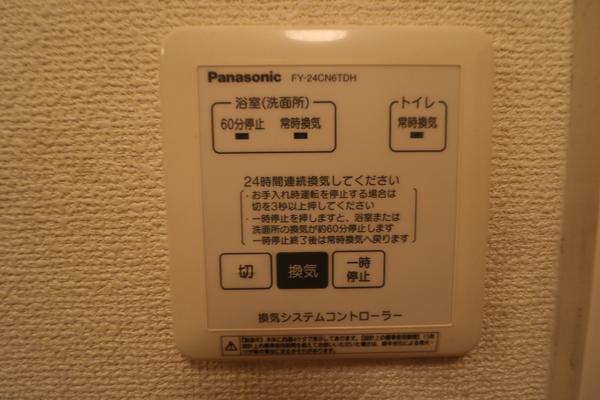 Panasonic FY-24CN6TDH
浴室(洗面所) トイレ
60分停止 常時換気 常時換気
24時間連続換気してください
・お手入れ時運転を停止する場合は
切を3秒以上押してください
・一時停止を押しますと、浴室または
洗面所の換気が約60分停止します
一時停止終了後は常時換気へ戻ります
切 換気 一時
停止
換気システムコントローラー